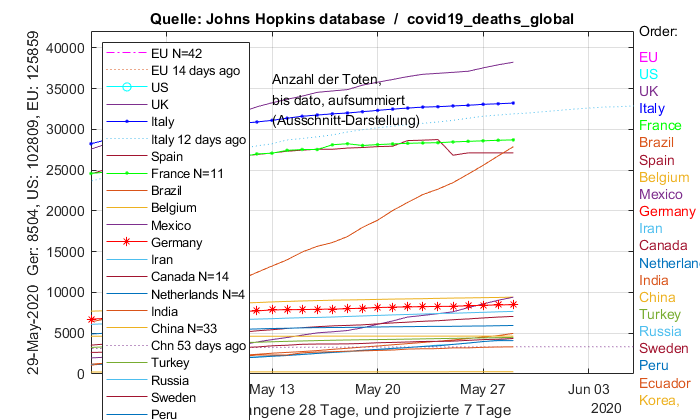 Quelle: Johns Hopkins database / covid19_deaths_global
29-May-2020 Ger: 8504, US: 102809, EU: 125859
40000
35000
30000
25000
20000
15000
10000
5000
0
EU N=42
EU 14 days ago
US
UK
Italy
Italy 12 days ago
Spain
France N=11
Brazil
Belgium
Mexico
Germany
Iran
Canada N=14
Netherlands N=4
India
China N=33
Chn 53 days ago
Turkey
Russia
Sweden
Peru
Anzahl der Toten,
bis dato, aufsummiert
(Ausschnitt-Darstellung)
May 13
May 20
May 27
Jun 03
2020
28 Tage, und projizierte 7 Tage
Order:
EU
US
UK
Italy
France
Brazil
Spain
Belgium
Mexico
Germany
Iran
Canada
Netherlan
India
China
Turkey
Russia
Sweden
Peru
Ecuador
Korea,